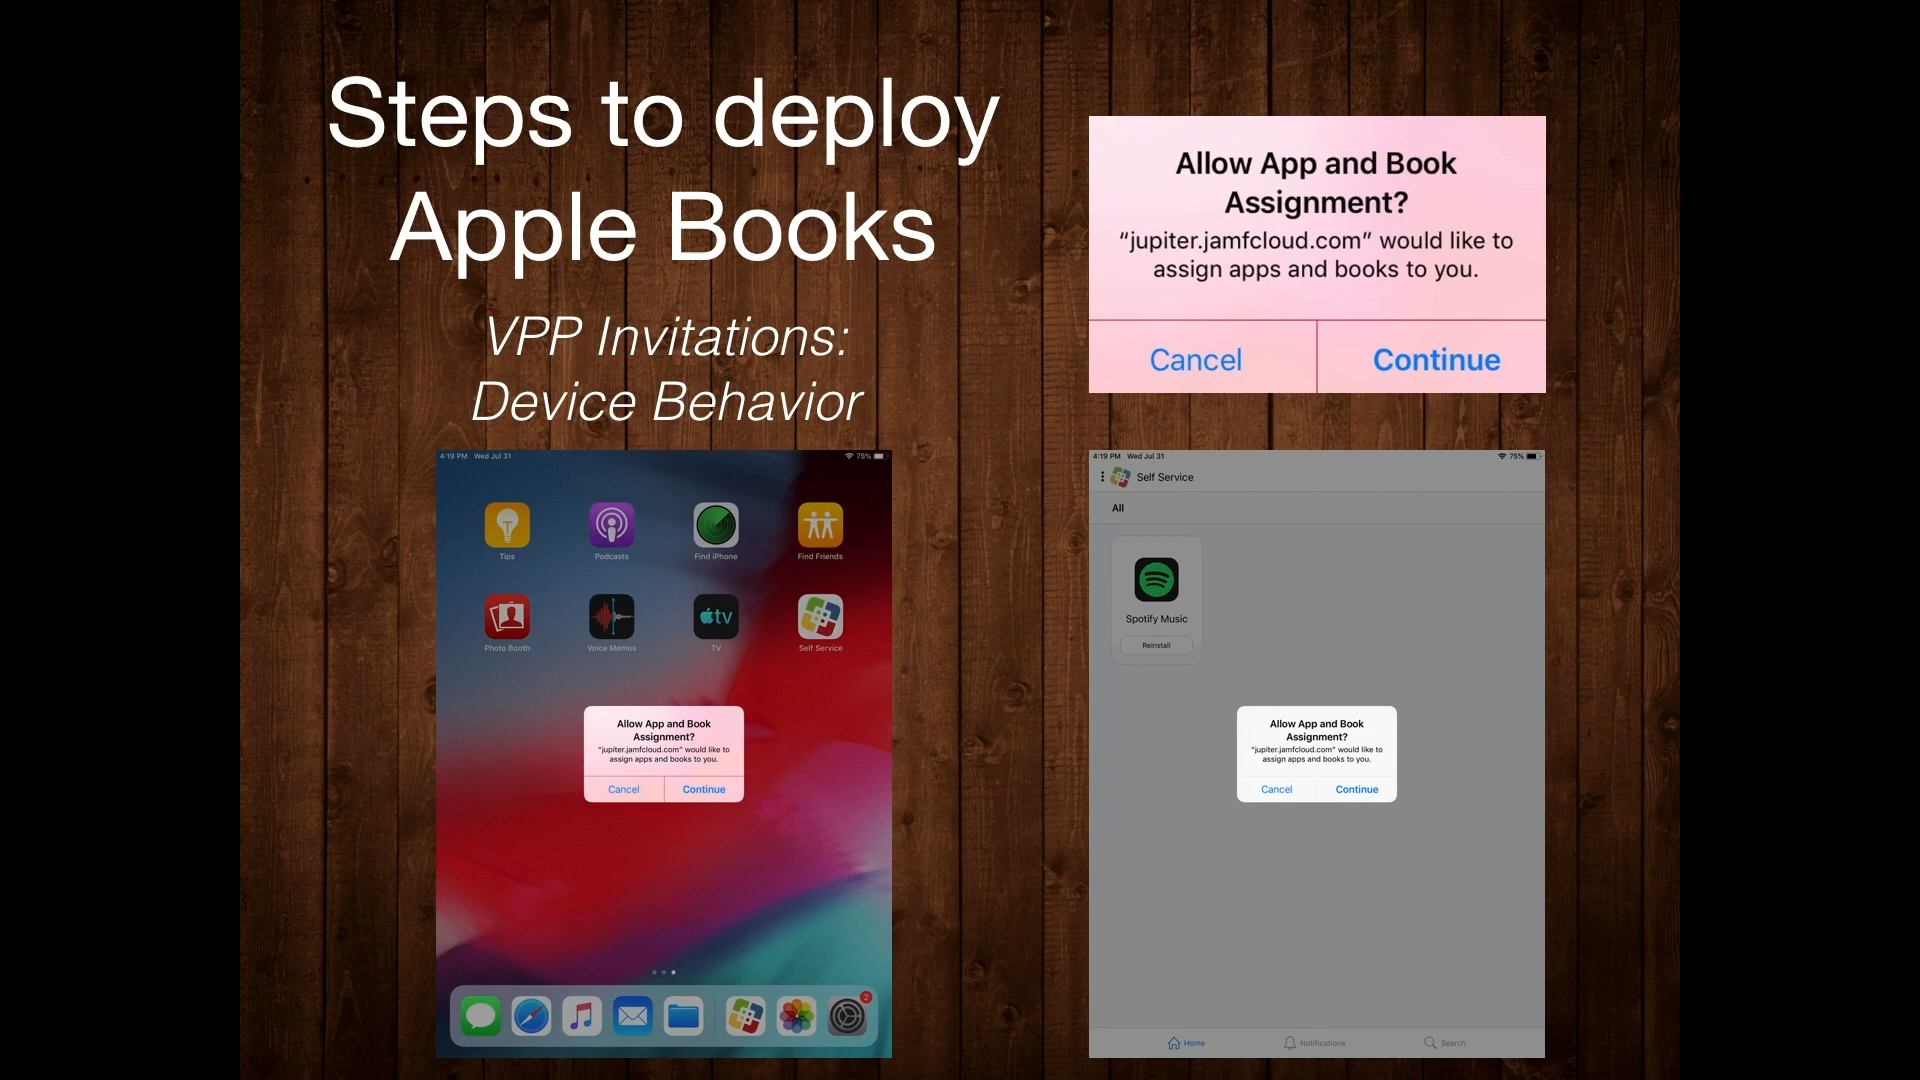 Steps to deploy
Apple Books
VPP Invitations:
Device Behavior
Allow App and Book
Assignment?
“jupiter.jamfcloud.com” would like to
assign apps and books to you.
Cancel
Continue
4:19 PM Wed Jul 31
75%
Tips
Podcasts
Find iPhone
Find Friends
Photo Booth
Voice Memos
tv
TV
Self Service
Allow App and Book
Assignment?
“jupiter.jamfcloud.com” would like to
assign apps and books to you.
Cancel
Continue
2
4:19 PM Wed Jul 31
75%
Self Service
All
Spotify Music
Reinstall
Allow App and Book
Assignment?
“jupiter.jamfcloud.com” would like to
assign apps and books to you.
Cancel
Continue
Home
Notifications
Search